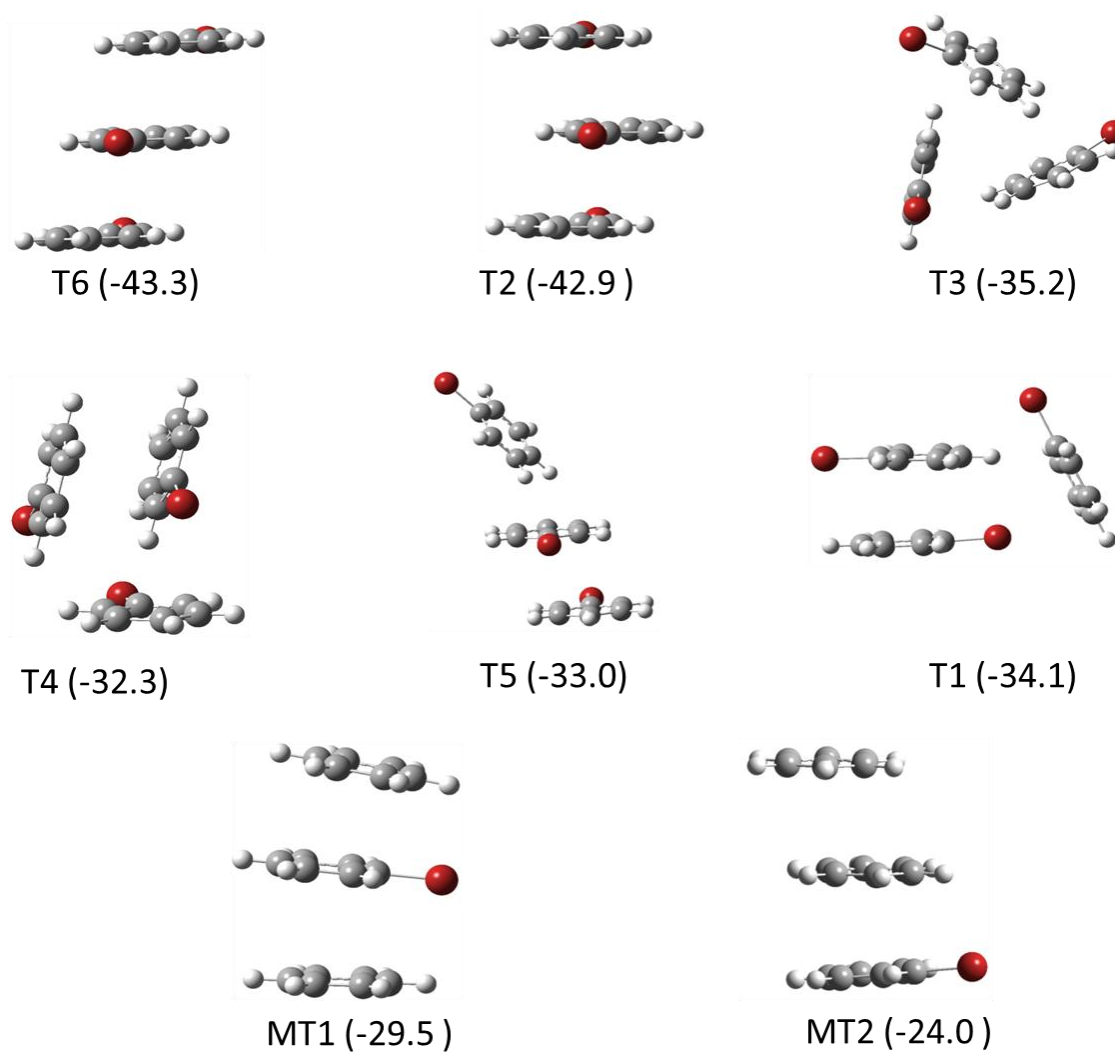 T6 (-43.3)
T2 (-42.9 )
T3 (-35.2)
T4 (-32.3)
T5 (-33.0)
T1 (-34.1)
MT1 (-29.5 )
MT2 (-24.0 )